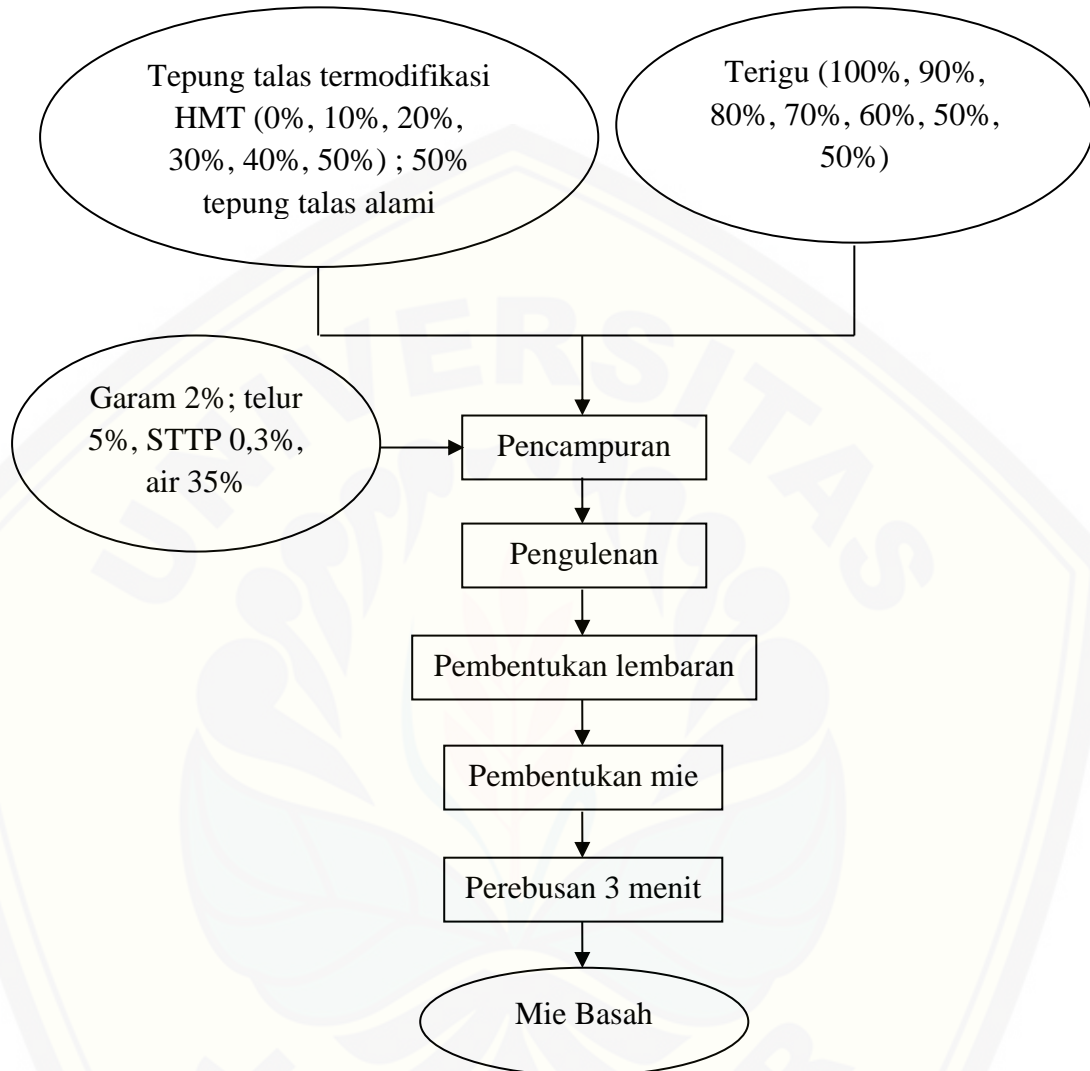 Tepung talas termodifikasi
HMT (0%, 10%, 20%,
30%, 40%, 50%) ; 50%
tepung talas alami
Terigu (100%, 90%,
80%, 70%, 60%, 50%,
50%)
Garam 2%; telur
5%, STTP 0,3%,
air 35%
Pencampuran
Pengulenan
Pembentukan lembaran
Pembentukan mie
Perebusan 3 menit
Mie Basah
UNIVERSITAS